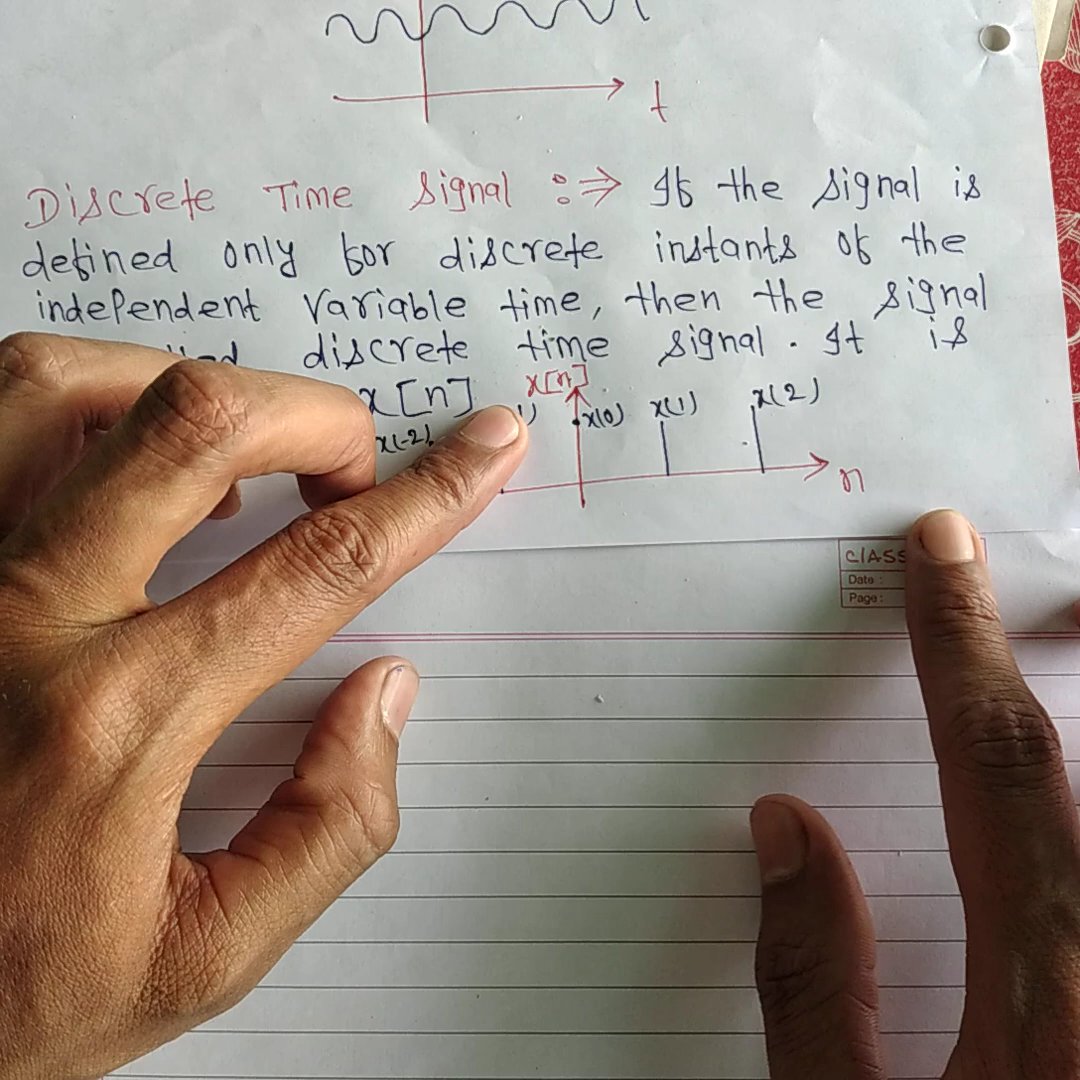 t
Discrete Time Signal :⇒ If the signal is
defined only for discrete instants of the
independent Variable time, then the signal
discrete time signal. It is
x[n] x[n]
x(-2) x(0) x(1) x(2)
n
CLASS
Date :
Page :